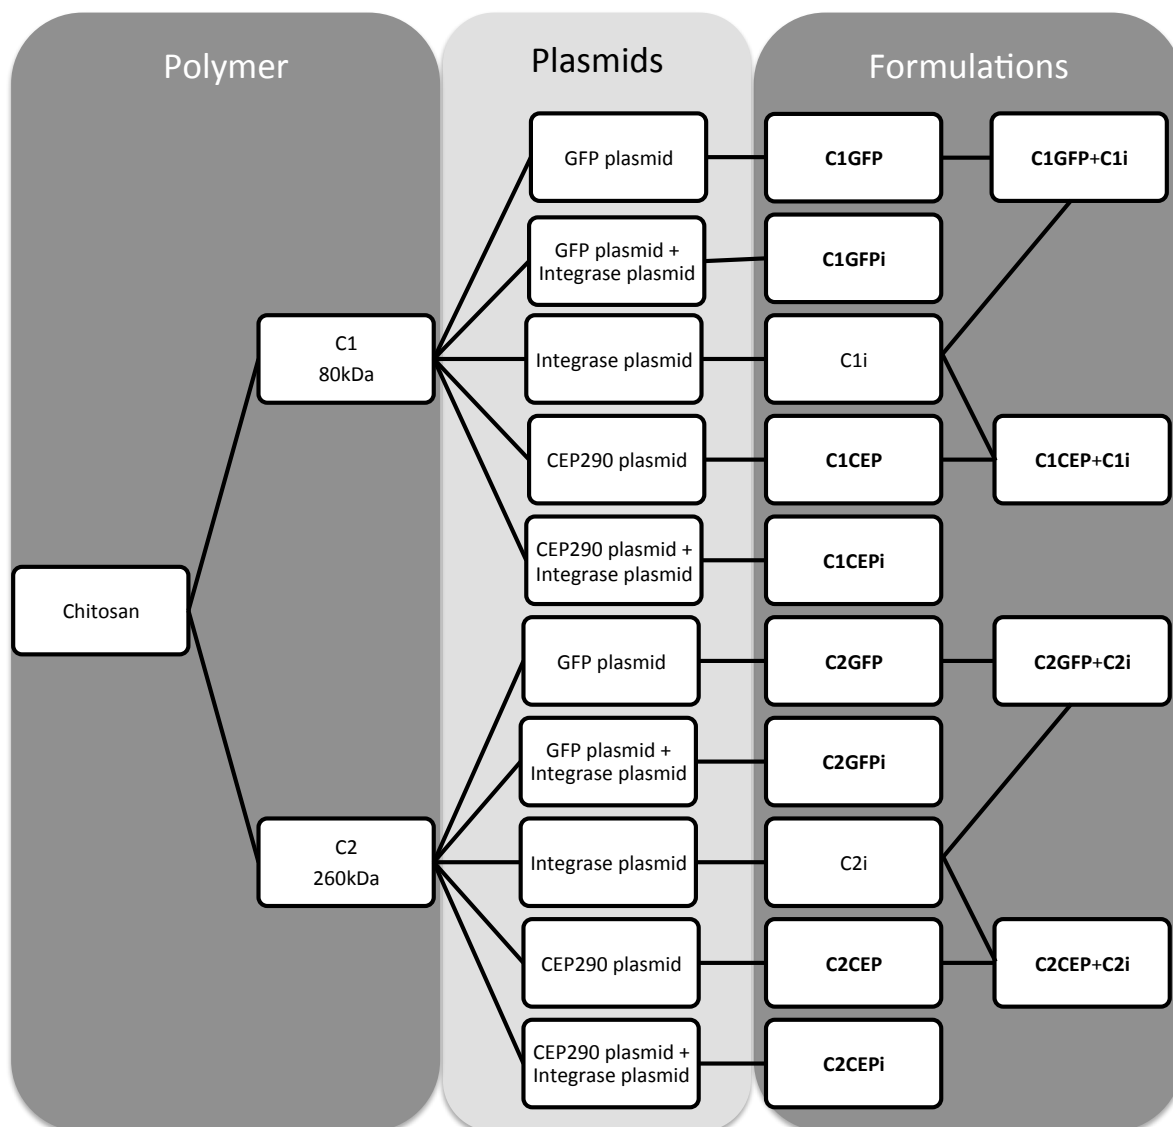 Polymer
Plasmids
Formulations
GFP plasmid
C1GFP
C1GFP+C1i
GFP plasmid +
Integrase plasmid
C1GFPi
C1
80kDa
Integrase plasmid
C1i
CEP290 plasmid
C1CEP
C1CEP+C1i
CEP290 plasmid +
Integrase plasmid
C1CEPi
Chitosan
GFP plasmid
C2GFP
C2GFP+C2i
GFP plasmid +
Integrase plasmid
C2GFPi
C2
260kDa
Integrase plasmid
C2i
CEP290 plasmid
C2CEP
C2CEP+C2i
CEP290 plasmid +
Integrase plasmid
C2CEPi